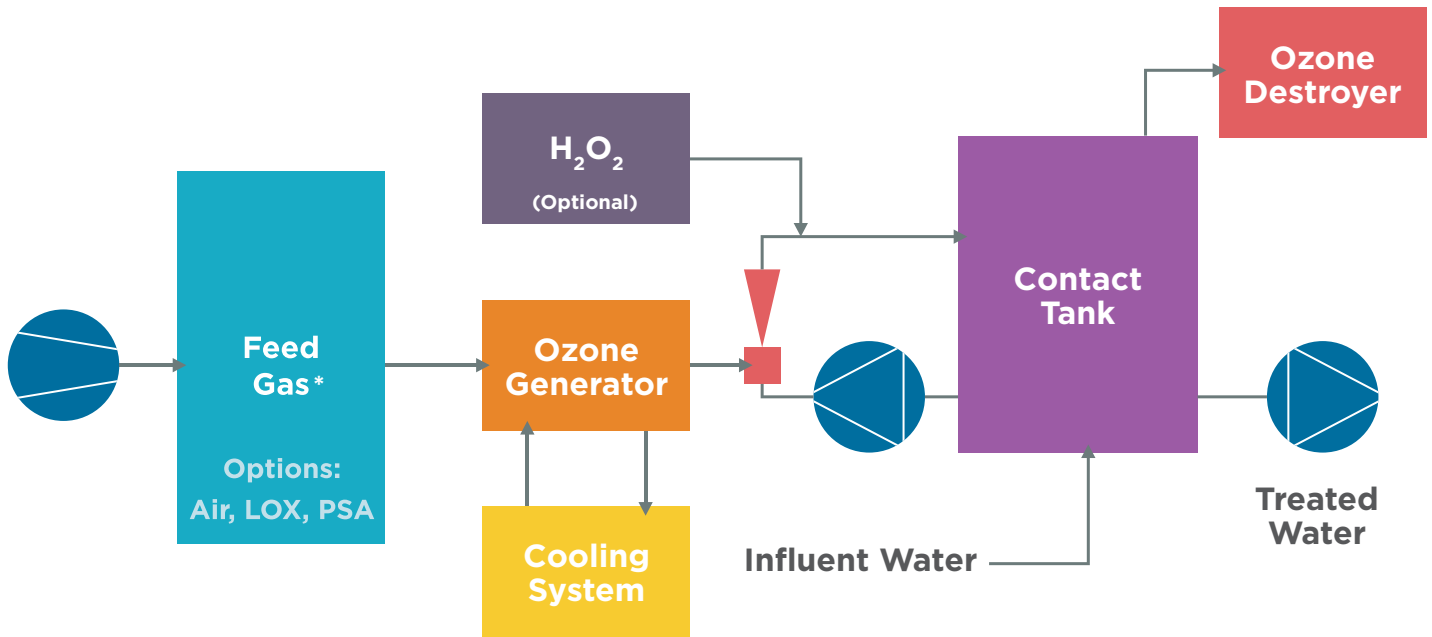 Ozone
Destroyer
H₂O₂
(Optional)
Contact
Tank
Feed
Gas*
Ozone
Generator
Options:
Air, LOX, PSA
Cooling
System
Influent Water
Treated
Water